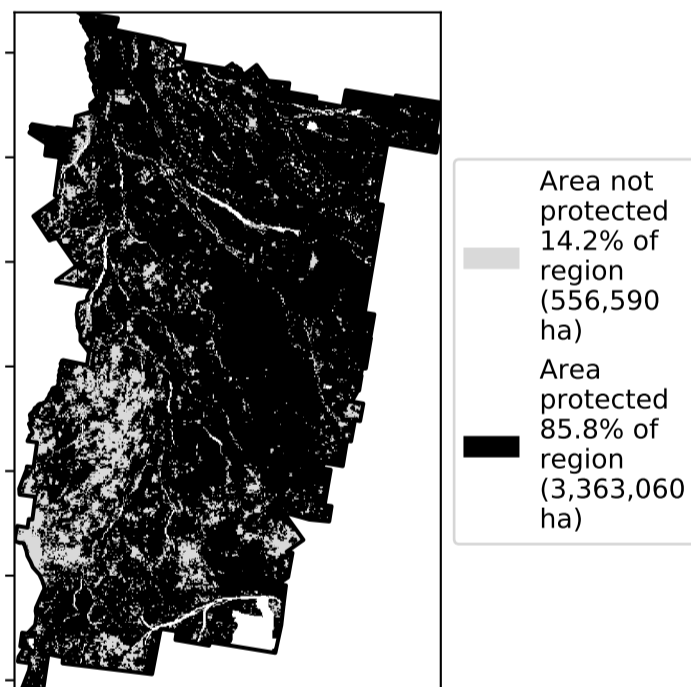 Area not
protected
14.2% of
region
(556,590
ha)
Area
protected
85.8% of
region
(3,363,060
ha)